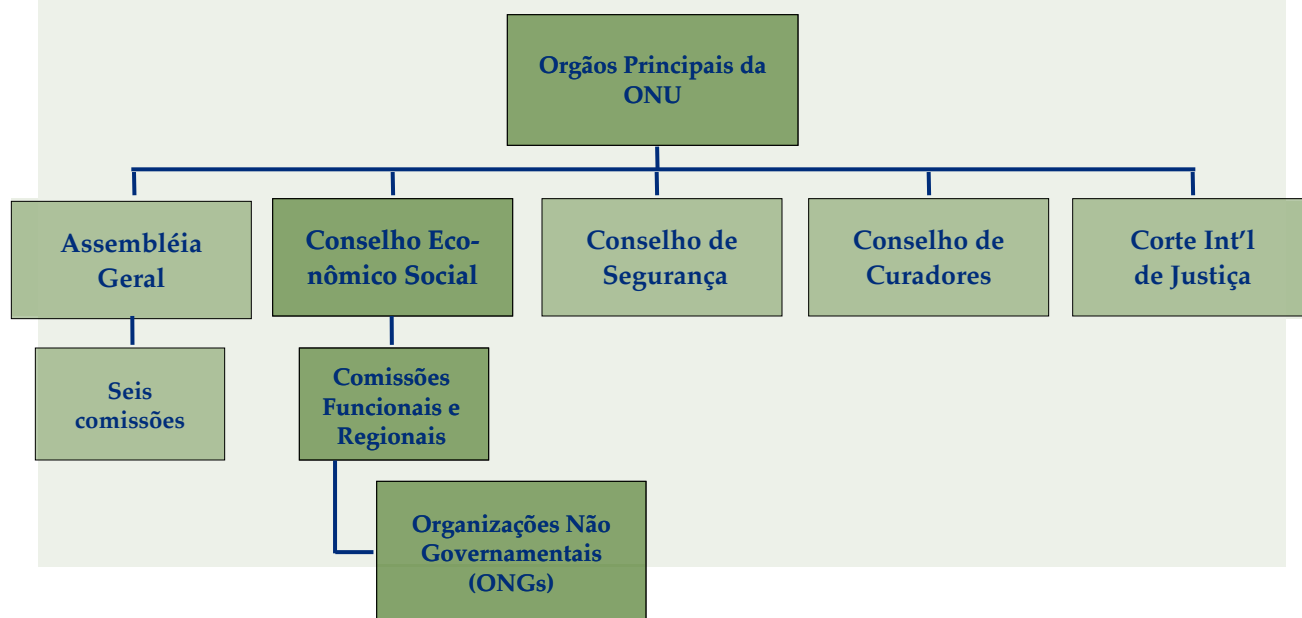 Orgãos Principais da
ONU
Assembléia
Geral
Conselho Eco-
nômico Social
Conselho de
Segurança
Conselho de
Curadores
Corte Int’l
de Justiça
Seis
comissões
Comissões
Funcionais e
Regionais
Organizações Não
Governamentais
(ONGs)